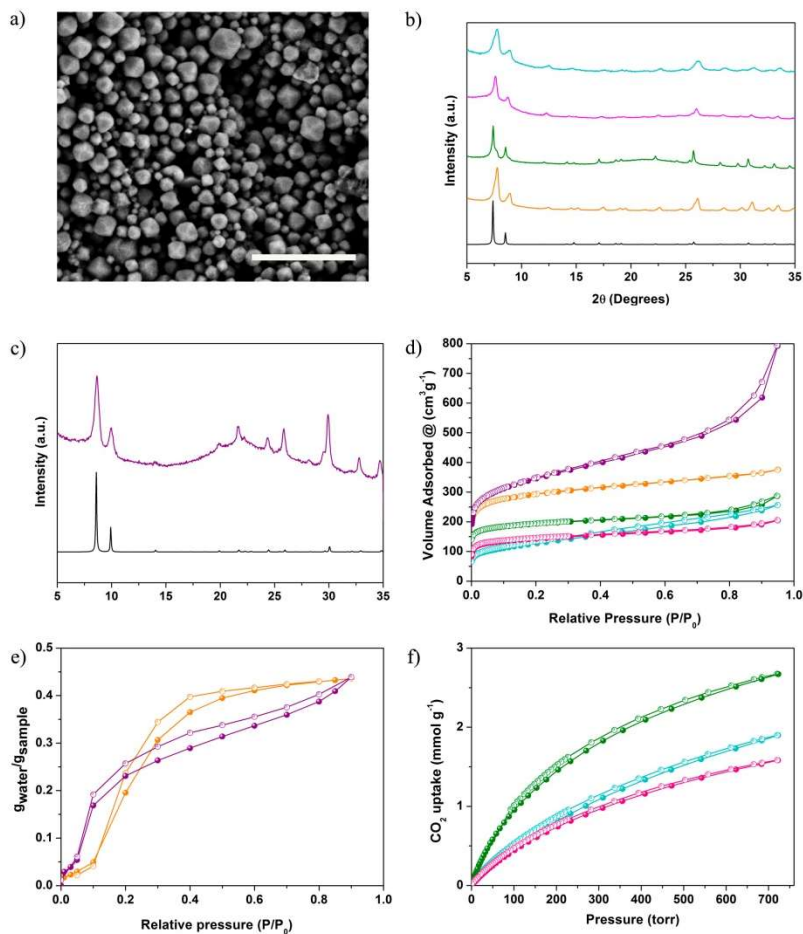 a)
b)
Intensity (a.u.)
5 10 15 20 25 30 35
2θ (Degrees)
c)
Intensity (a.u.)
5 10 15 20 25 30 35
d)
Volume Adsorbed @ (cm³g⁻¹)
800
700
600
500
400
300
200
100
0
0.0 0.2 0.4 0.6 0.8 1.0
Relative Pressure (P/P₀)
e)
g_water/g_sample
0.5
0.4
0.3
0.2
0.1
0.0
0.0 0.2 0.4 0.6 0.8 1.0
Relative pressure (P/P₀)
f)
CO₂ uptake (mmol g⁻¹)
3
2
1
0
0 100 200 300 400 500 600 700
Pressure (torr)